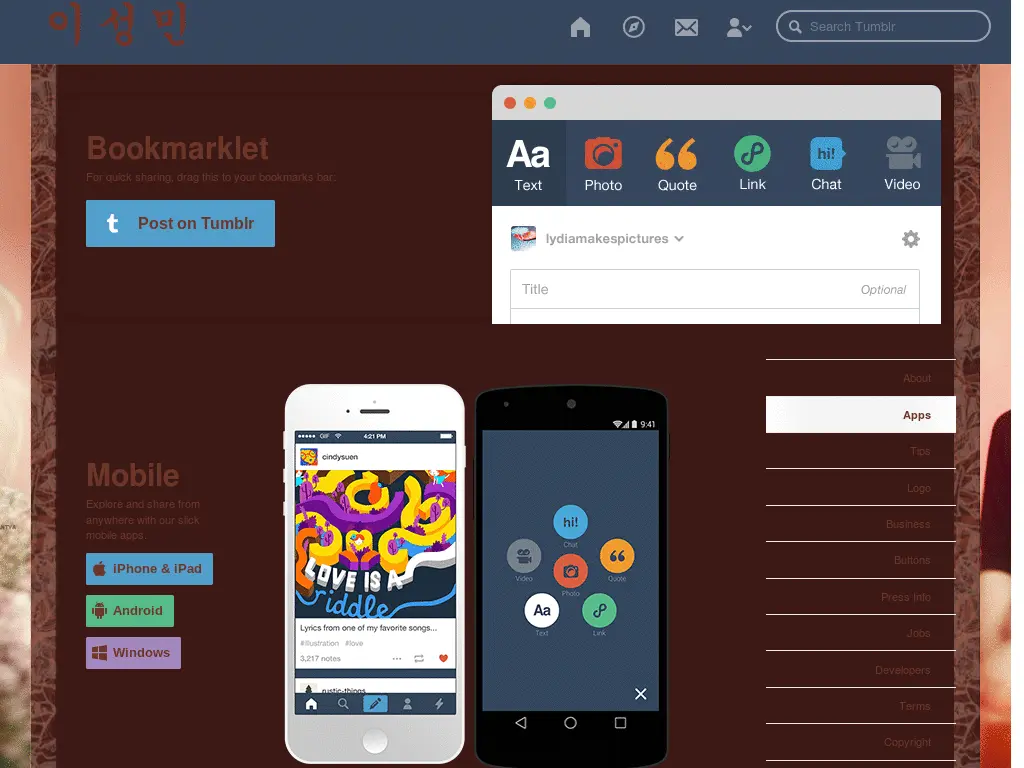 이 성 민
Search Tumblr
Bookmarklet
For quick sharing, drag this to your bookmarks bar:
t Post on Tumblr
Aa
Text
Photo
Quote
Link
hi!
Chat
Video
lydiamakespictures
Title
Optional
About
Apps
Tips
Logo
Business
Buttons
Press Info
Jobs
Developers
Terms
Copyright
Mobile
Explore and share from
anywhere with our slick
mobile apps.
iPhone & iPad
Android
Windows
GIF
4:21 PM
cindysuen
LOVE IS A
riddle
Lyrics from one of my favorite songs...
#illustration #love
3,217 notes
rustic-things
9:41
hi!
Chat
Video
Quote
Photo
Aa
Text
Link